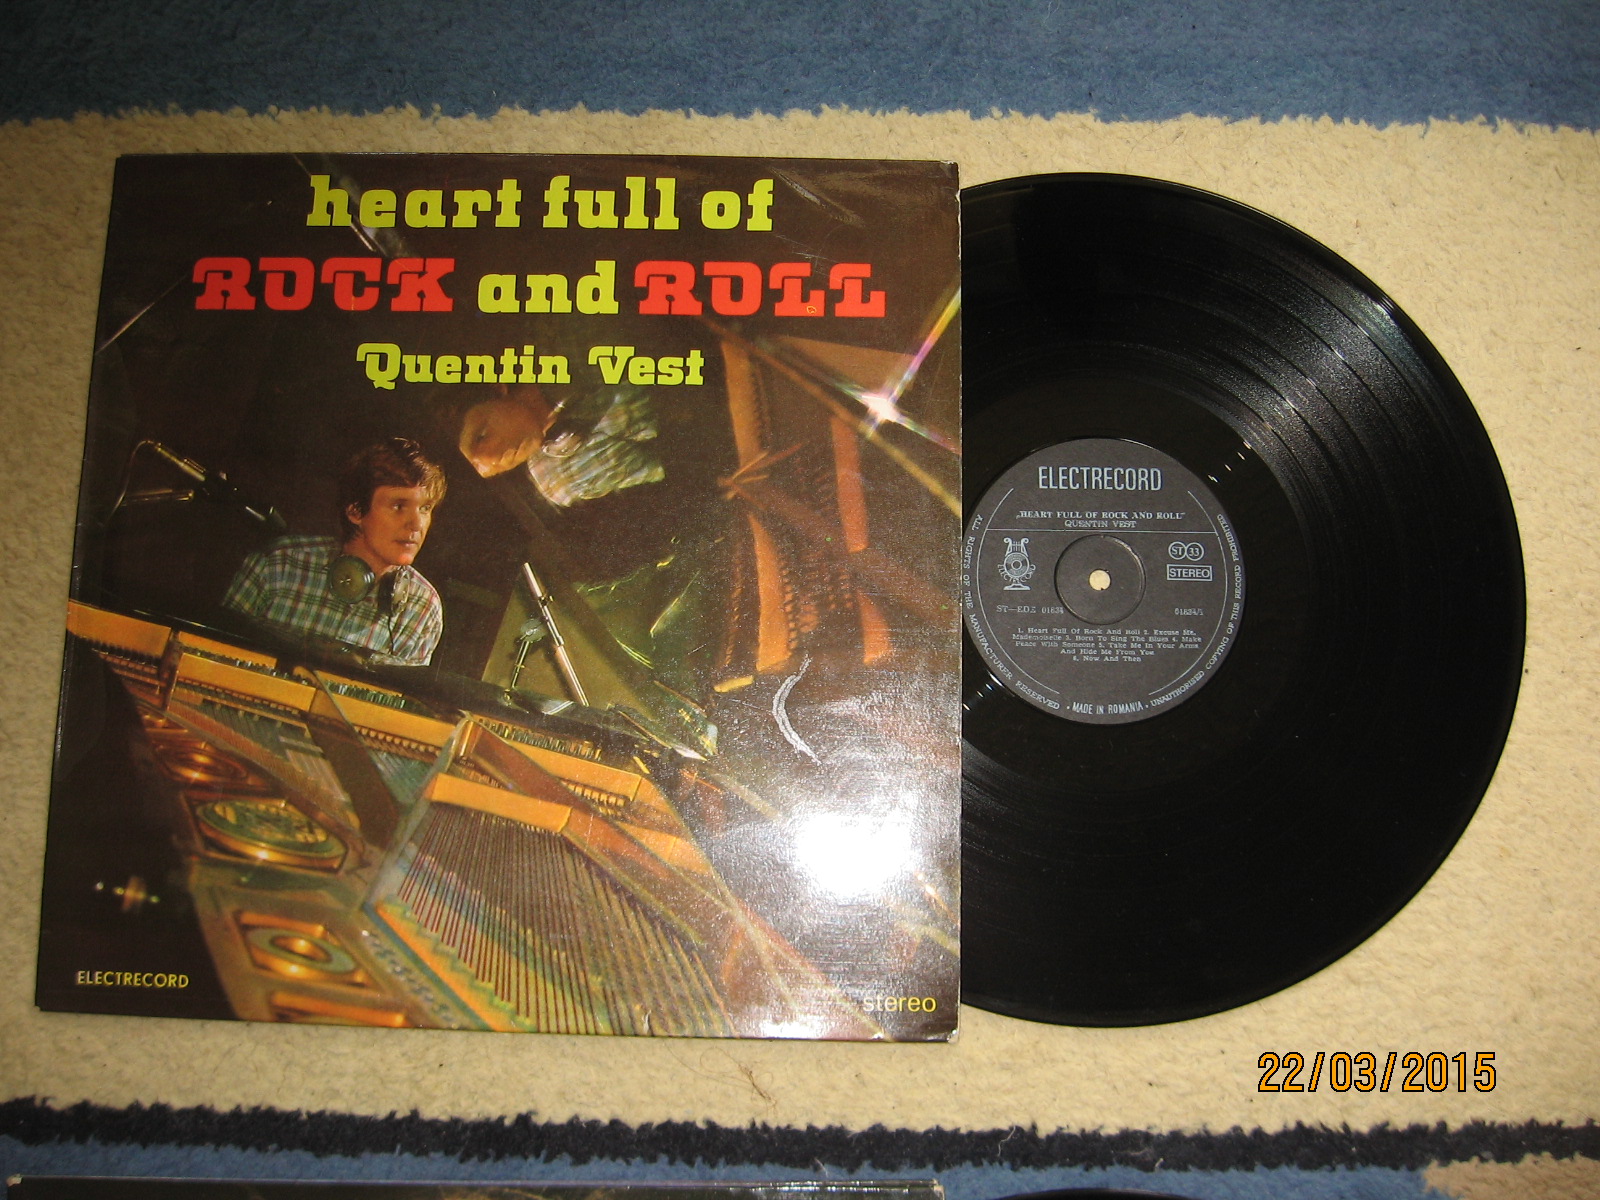 heart full of
ROCK and ROLL
Quentin Vest
ELECTRECORD
stereo
ELECTRECORD
„HEART FULL OF ROCK AND ROLL"
QUENTIN VEST
ST 33
STEREO
ST—EDE 01634
01634/1
1. Heart Full Of Rock And Roll 2. Excuse Me,
Mademoiselle 3. Born To Sing The Blues 4. Make
Peace With Someone 5. Take Me In Your Arms
And Hide Me From You
6. Now And Then
ALL RIGHTS OF THE MANUFACTURER RESERVED • MADE IN ROMANIA • UNAUTHORISED COPYING OF THIS RECORD PROHIBITED
22/03/2015